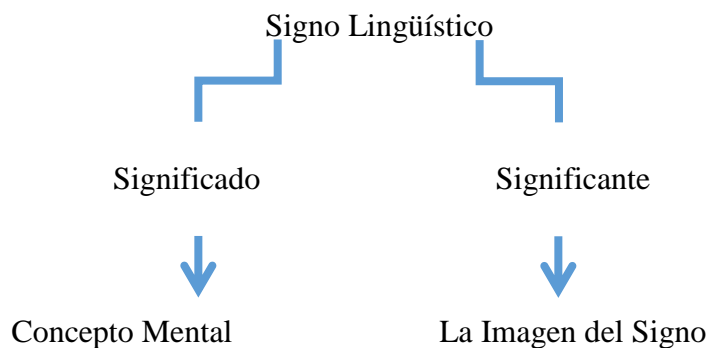 Signo Lingüístico
Significado Significante
Concepto Mental La Imagen del Signo